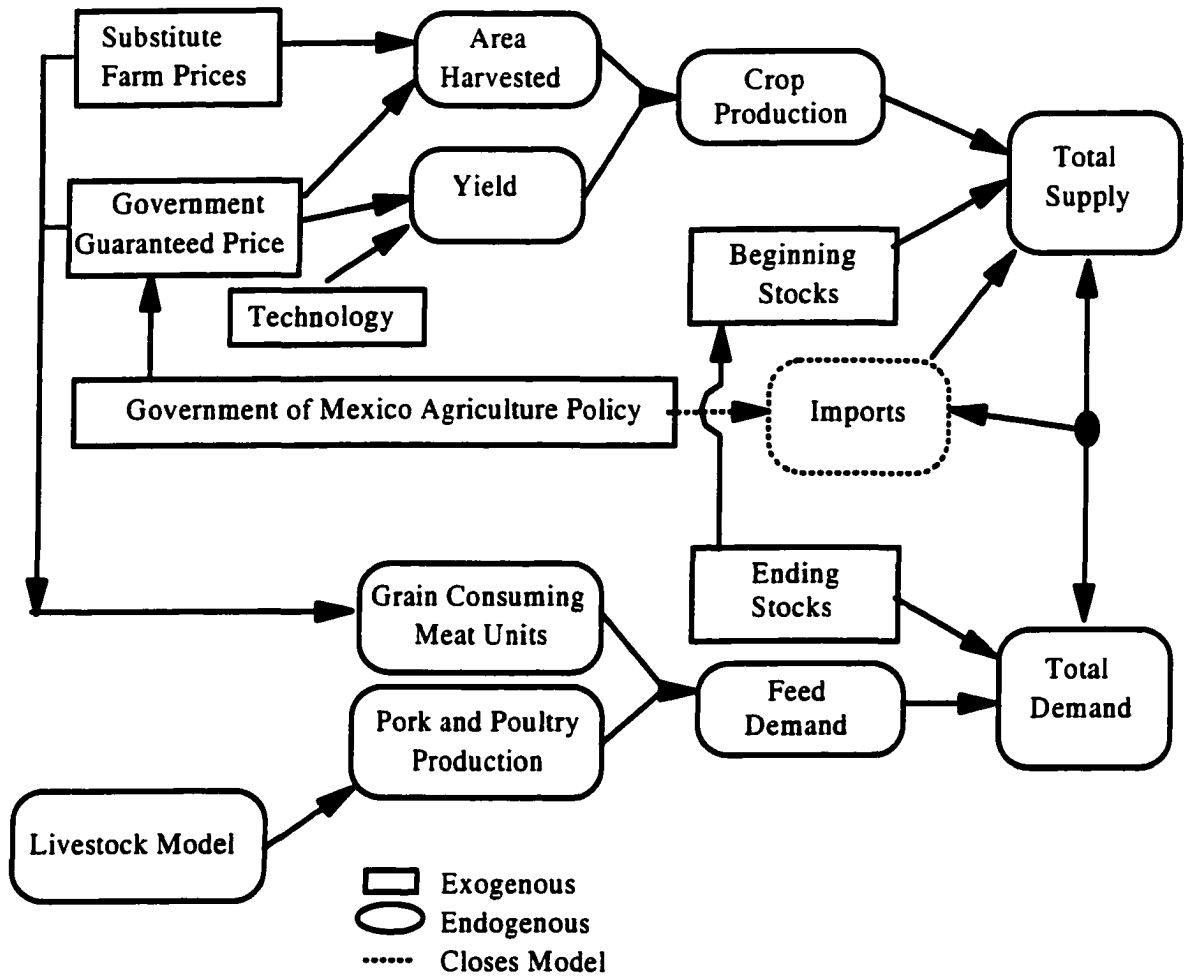 Substitute
Farm Prices
Area
Harvested
Crop
Production
Total
Supply
Yield
Government
Guaranteed Price
Beginning
Stocks
Technology
Government of Mexico Agriculture Policy
Imports
Ending
Stocks
Grain Consuming
Meat Units
Total
Demand
Feed
Demand
Pork and Poultry
Production
Livestock Model
Exogenous
Endogenous
Closes Model